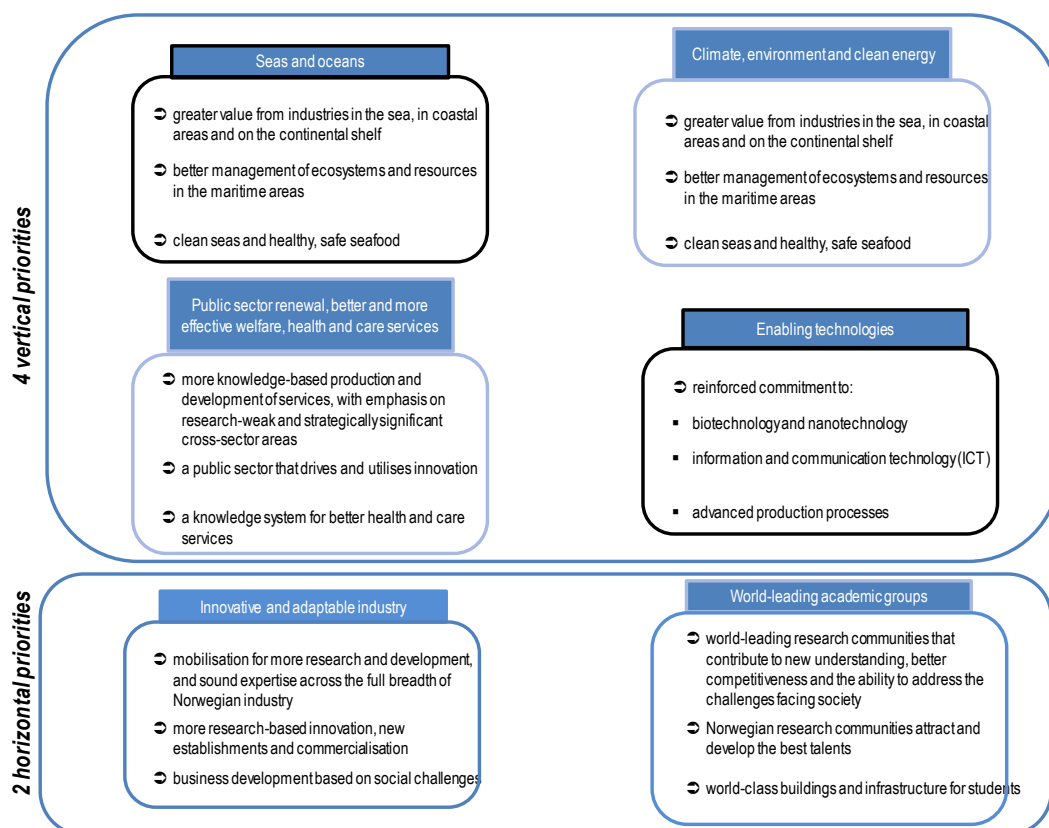 4 vertical priorities
Seas and oceans
greater value from industries in the sea, in coastal
areas and on the continental shelf
better management of ecosystems and resources
in the maritime areas
clean seas and healthy, safe seafood
Climate, environment and clean energy
greater value from industries in the sea, in coastal
areas and on the continental shelf
better management of ecosystems and resources
in the maritime areas
clean seas and healthy, safe seafood
Public sector renewal, better and more
effective welfare, health and care services
more knowledge-based production and
development of services, with emphasis on
research-weak and strategically significant
cross-sector areas
a public sector that drives and utilises innovation
a knowledge system for better health and care
services
Enabling technologies
reinforced commitment to:
biotechnology and nanotechnology
information and communication technology (ICT)
advanced production processes
2 horizontal priorities
Innovative and adaptable industry
mobilisation for more research and development,
and sound expertise across the full breadth of
Norwegian industry
more research-based innovation, new
establishments and commercialisation
business development based on social challenges
World-leading academic groups
world-leading research communities that
contribute to new understanding, better
competitiveness and the ability to address the
challenges facing society
Norwegian research communities attract and
develop the best talents
world-class buildings and infrastructure for students